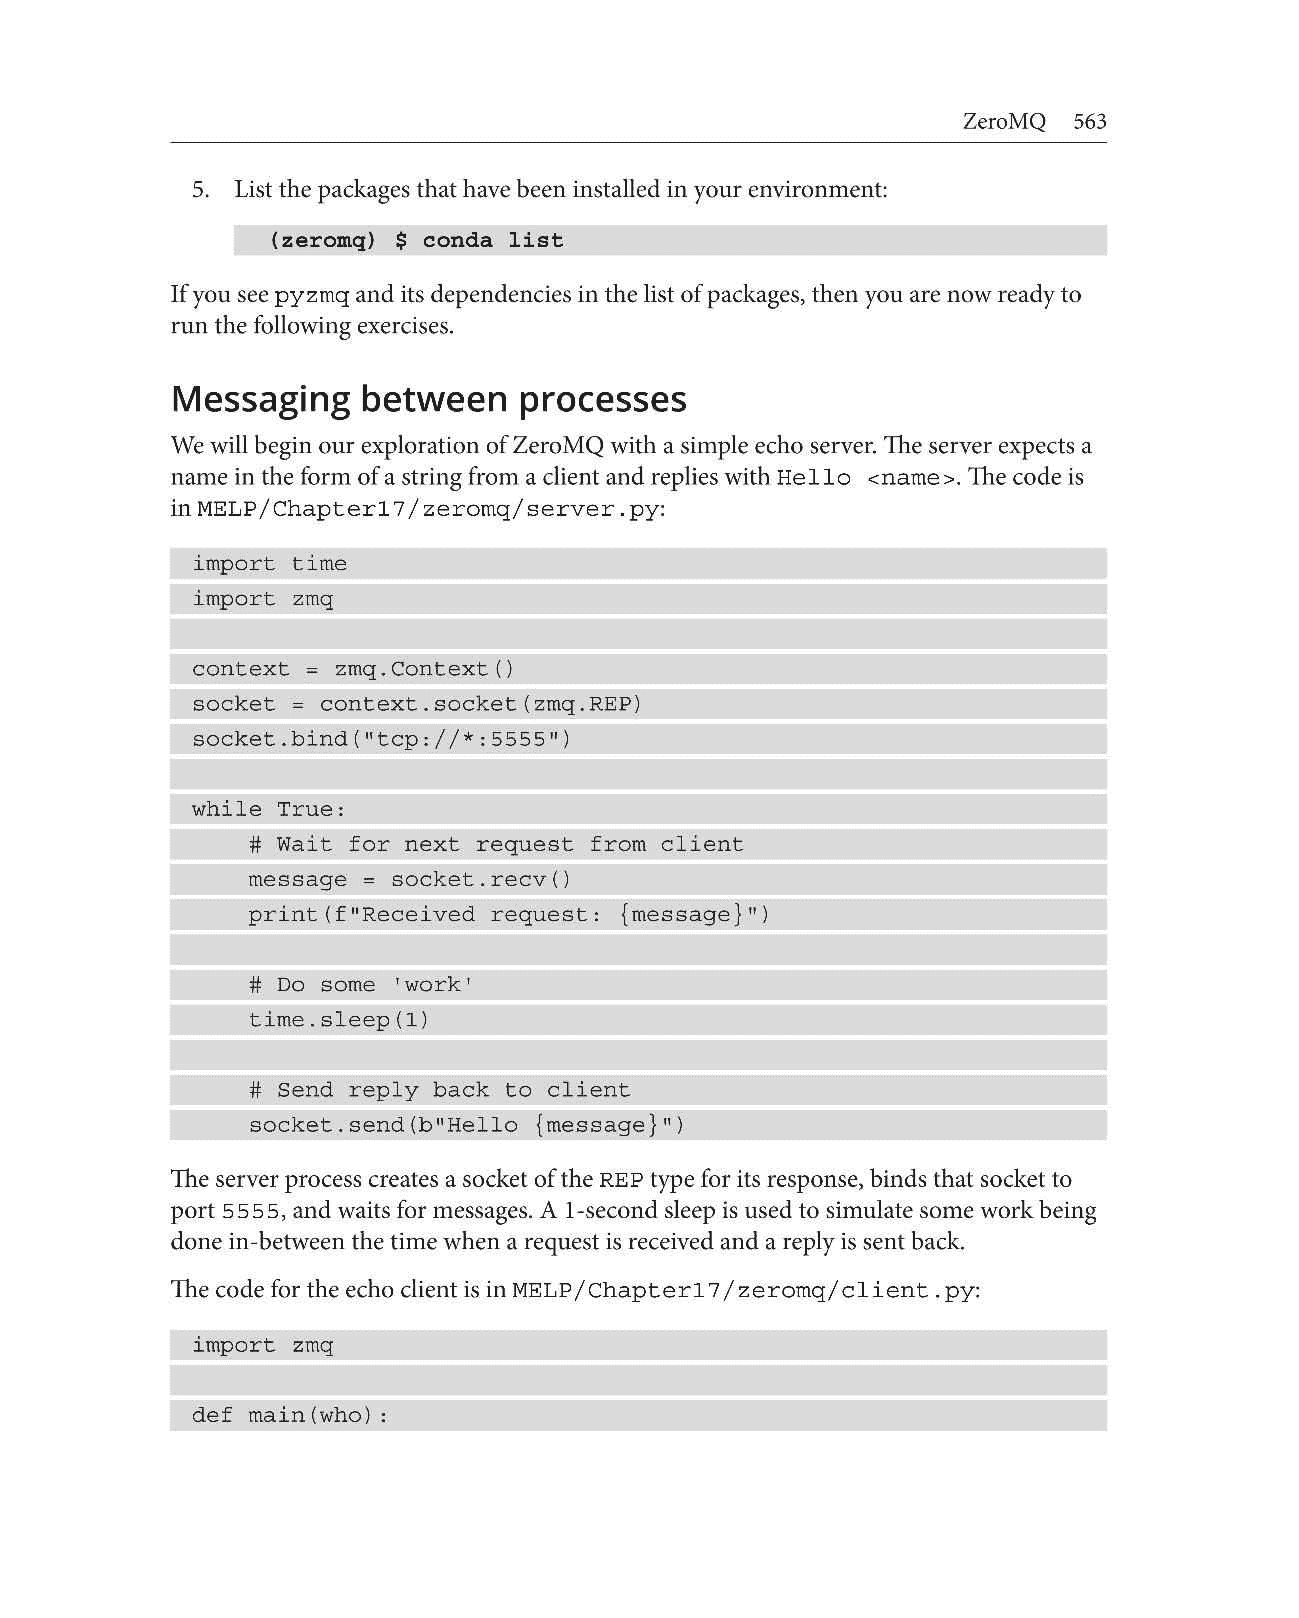 ZeroMQ 563
5. List the packages that have been installed in your environment:
(zeromq) $ conda list
If you see pyzmq and its dependencies in the list of packages, then you are now ready to
run the following exercises.
Messaging between processes
We will begin our exploration of ZeroMQ with a simple echo server. The server expects a
name in the form of a string from a client and replies with Hello <name>. The code is
in MELP/Chapter17/zeromq/server.py:
import time
import zmq
context = zmq.Context()
socket = context.socket(zmq.REP)
socket.bind("tcp://*:5555")
while True:
    # Wait for next request from client
    message = socket.recv()
    print(f"Received request: {message}")
    # Do some 'work'
    time.sleep(1)
    # Send reply back to client
    socket.send(b"Hello {message}")
The server process creates a socket of the REP type for its response, binds that socket to
port 5555, and waits for messages. A 1-second sleep is used to simulate some work being
done in-between the time when a request is received and a reply is sent back.
The code for the echo client is in MELP/Chapter17/zeromq/client.py:
import zmq
def main(who):